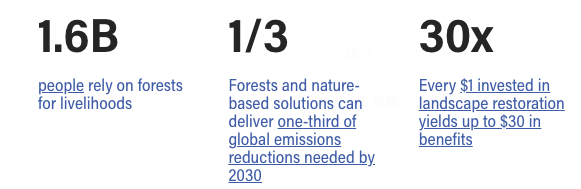 1.6B
people rely on forests
for livelihoods
1/3
Forests and nature-
based solutions can
deliver one-third of
global emissions
reductions needed by
2030
30x
Every $1 invested in
landscape restoration
yields up to $30 in
benefits